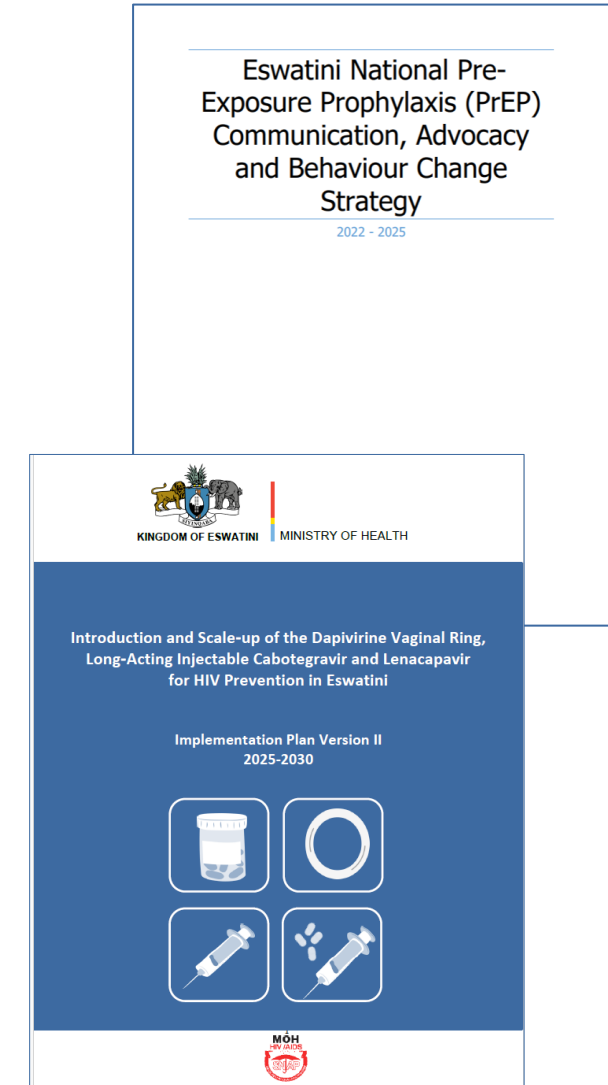 Eswatini National Pre-
Exposure Prophylaxis (PrEP)
Communication, Advocacy
and Behaviour Change
Strategy
2022 - 2025
SIYINQABA
KINGDOM OF ESWATINI
MINISTRY OF HEALTH
Introduction and Scale-up of the Dapivirine Vaginal Ring,
Long-Acting Injectable Cabotegravir and Lenacapavir
for HIV Prevention in Eswatini
Implementation Plan Version II
2025-2030
MOH
HIV/AIDS
SNAP